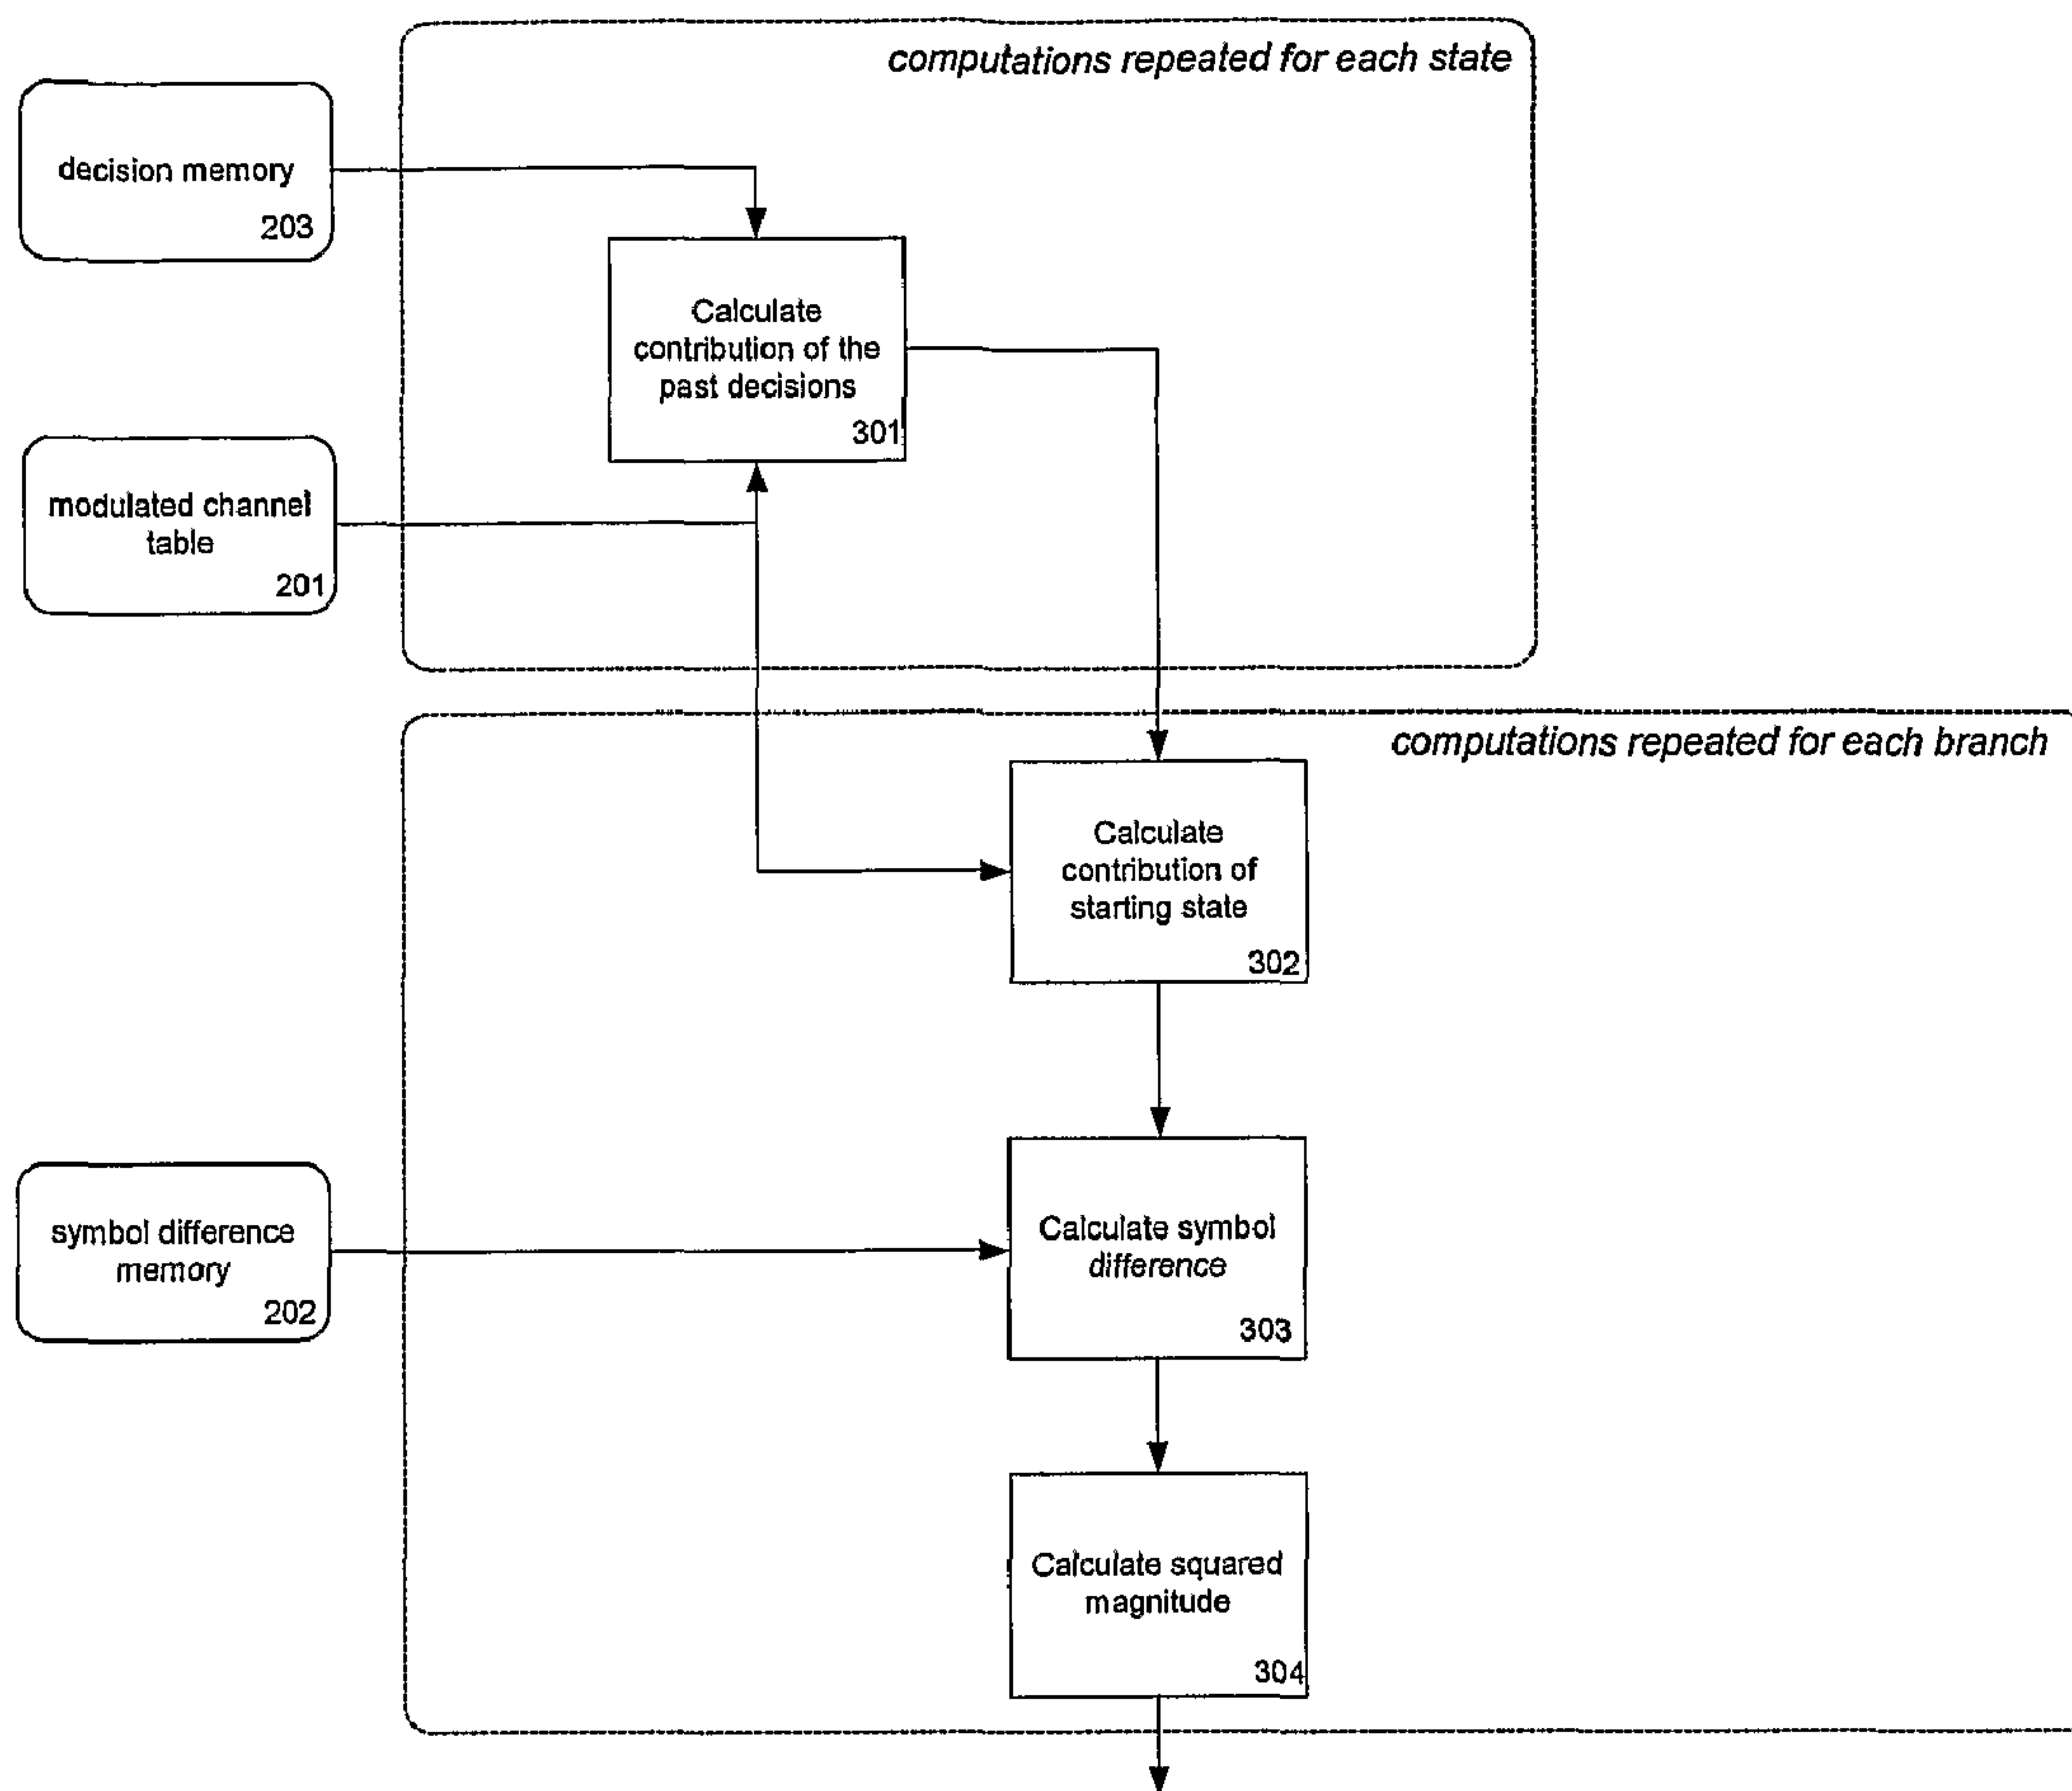 computations repeated for each state
decision memory
203
Calculate
contribution of the
past decisions
301
modulated channel
table
201
computations repeated for each branch
Calculate
contribution of
starting state
302
symbol difference
memory
202
Calculate symbol
difference
303
Calculate squared
magnitude
304